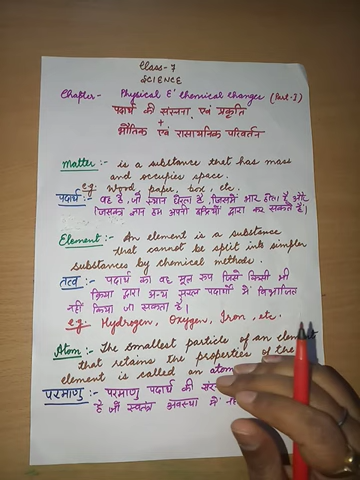 Class-7
SCIENCE
Chapter- Physical & Chemical Changes (Part-I)
पदार्थ की संरचना एवं प्रकृति
+
भौतिक एवं रासायनिक परिवर्तन
Matter:- is a substance that has mass
and occupies space.
eg: Wood, paper, box, etc.
पदार्थ:- वह है, जो स्थान घेरता है, जिसमें भार होता है और
जिसका ज्ञान हम अपनी इंद्रियों द्वारा कर सकते हैं।
Element:- An element is a substance
that cannot be split into simpler
substances by chemical methods.
तत्व:- पदार्थ का वह मूल रूप जिसे किसी भी
क्रिया द्वारा अन्य सरल पदार्थों में विभाजित
नहीं किया जा सकता है।
eg Hydrogen, Oxygen, Iron, etc.
Atom:- The smallest particle of an element
that retains the properties of the
element is called an atom
परमाणु:- परमाणु पदार्थ की
है जो स्वतंत्र अवस्था में